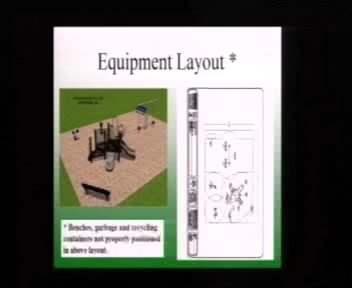 Equipment Layout *
* Benches, garbage and recycling
containers not properly positioned
in above layout.